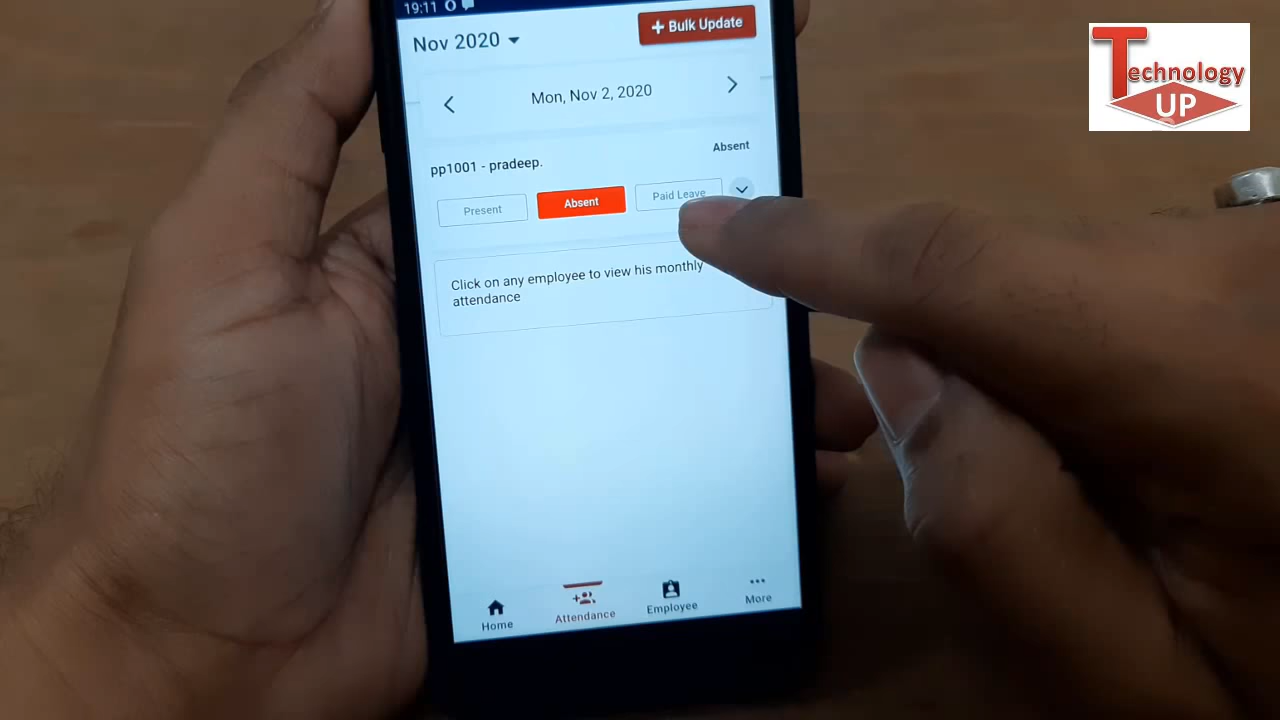 19:11
Nov 2020
+ Bulk Update
Mon, Nov 2, 2020
pp1001 - pradeep.
Absent
Present
Absent
Paid Leave
Click on any employee to view his monthly
attendance
Home
Attendance
Employee
More
Technology
UP